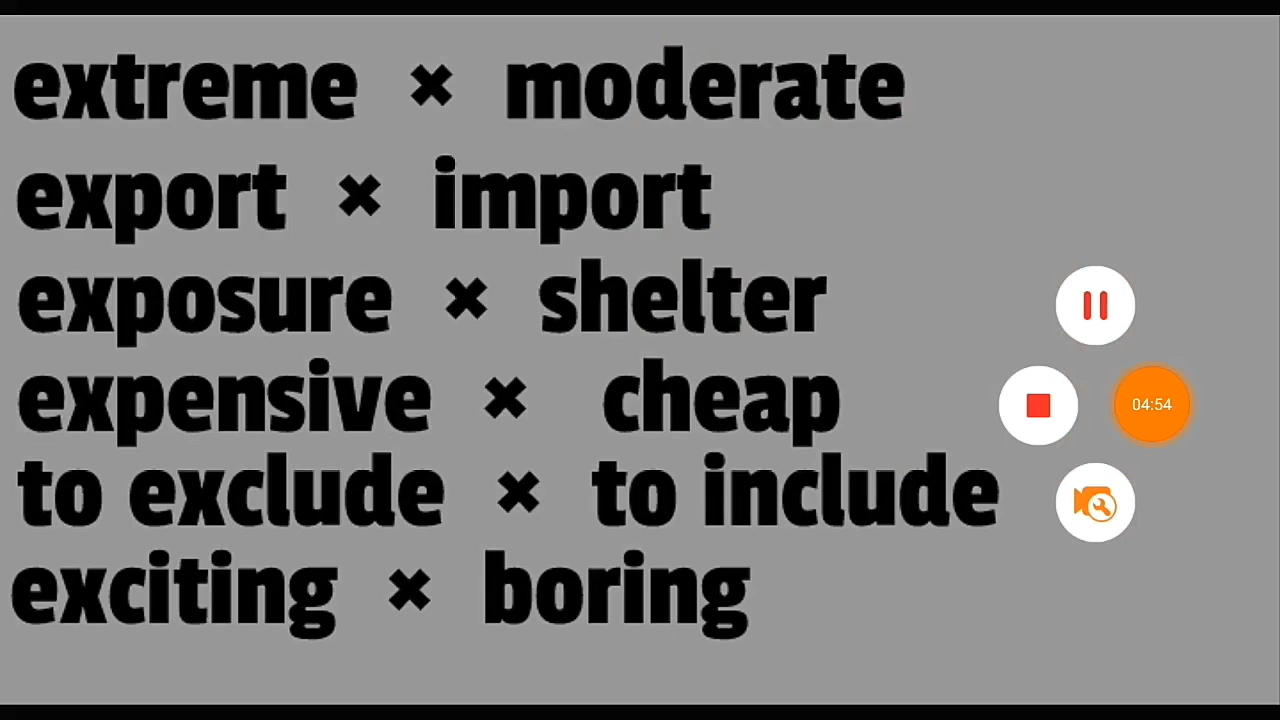 extreme × moderate
export × import
exposure × shelter
expensive × cheap
04:54
to exclude × to include
exciting × boring